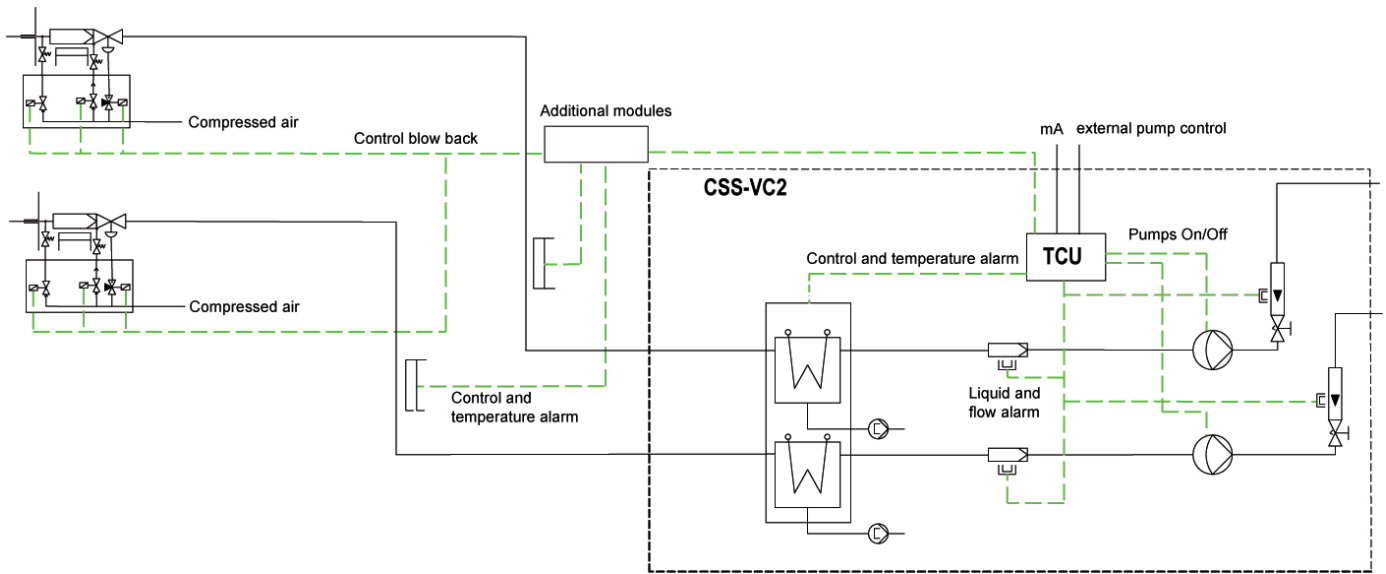 Compressed air
Control blow back
Additional modules
mA
external pump control
CSS-VC2
TCU
Pumps On/Off
Control and temperature alarm
Compressed air
Control and
temperature alarm
Liquid and
flow alarm